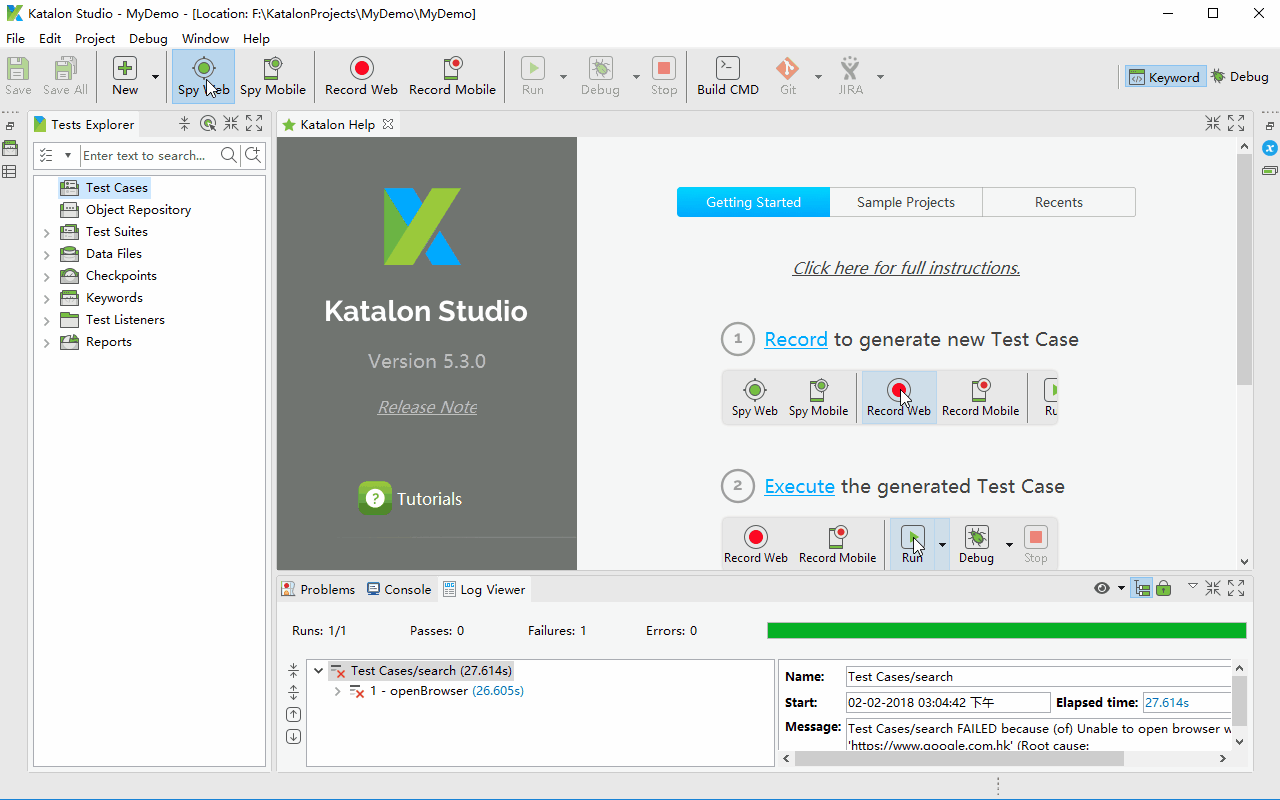 Katalon Studio - MyDemo - [Location: F:\KatalonProjects\MyDemo\MyDemo]
File Edit Project Debug Window Help
Save Save All New Spy Web Spy Mobile Record Web Record Mobile Run Debug Stop Build CMD Git JIRA Keyword Debug
Tests Explorer
Enter text to search...
Test Cases
Object Repository
Test Suites
Data Files
Checkpoints
Keywords
Test Listeners
Reports
Katalon Help
Katalon Studio
Version 5.3.0
Release Note
Tutorials
Getting Started Sample Projects Recents
Click here for full instructions.
1 Record to generate new Test Case
Spy Web Spy Mobile Record Web Record Mobile Ru
2 Execute the generated Test Case
Record Web Record Mobile Run Debug Stop
Problems Console Log Viewer
Runs: 1/1 Passes: 0 Failures: 1 Errors: 0
Test Cases/search (27.614s)
1 - openBrowser (26.605s)
Name: Test Cases/search
Start: 02-02-2018 03:04:42 下午 Elapsed time: 27.614s
Message: Test Cases/search FAILED because (of) Unable to open browser w
'https://www.google.com.hk' (Root cause: